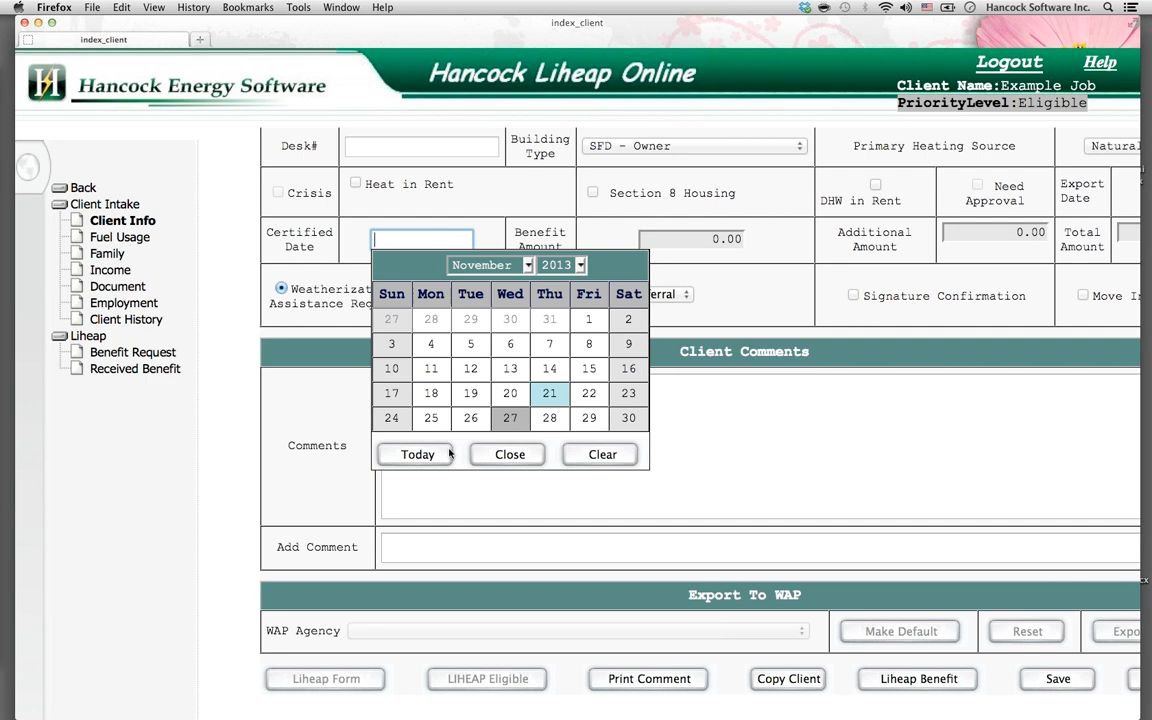 Firefox File Edit View History Bookmarks Tools Window Help Hancock Software Inc.
index_client
index_client
Hancock Energy Software
Hancock Liheap Online
Logout Help
Client Name:Example Job
PriorityLevel:Eligible
Back
Client Intake
Client Info
Fuel Usage
Family
Income
Document
Employment
Client History
Liheap
Benefit Request
Received Benefit
Desk# Building Type SFD - Owner Primary Heating Source Natural
Crisis Heat in Rent Section 8 Housing DHW in Rent Need Approval Export Date
Certified Date Benefit Amount 0.00 Additional Amount 0.00 Total Amount
Weatherizat
Assistance Req
erral Signature Confirmation Move I
November 2013
Sun Mon Tue Wed Thu Fri Sat
27 28 29 30 31 1 2
3 4 5 6 7 8 9
10 11 12 13 14 15 16
17 18 19 20 21 22 23
24 25 26 27 28 29 30
Today Close Clear
Client Comments
Comments
Add Comment
Export To WAP
WAP Agency Make Default Reset Expo
Liheap Form LIHEAP Eligible Print Comment Copy Client Liheap Benefit Save